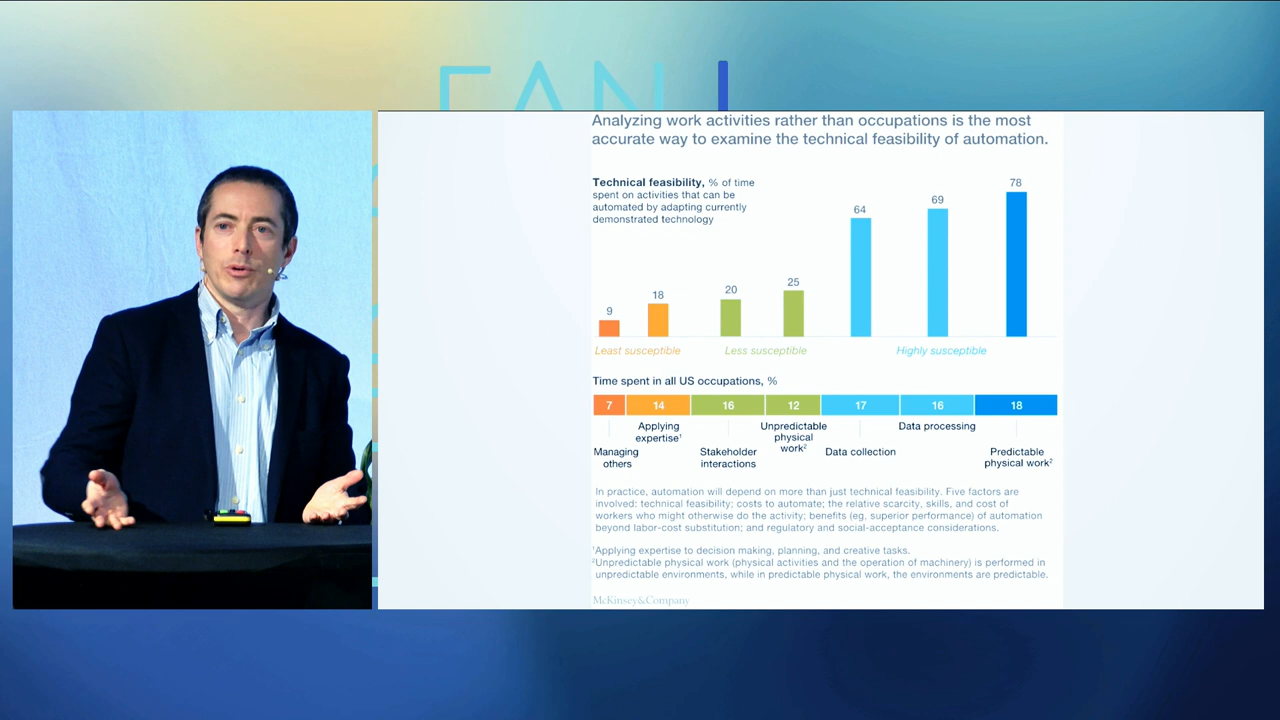 Analyzing work activities rather than occupations is the most
accurate way to examine the technical feasibility of automation.
Technical feasibility, % of time
spent on activities that can be
automated by adapting currently
demonstrated technology
9
18
20
25
64
69
78
Least susceptible
Less susceptible
Highly susceptible
Time spent in all US occupations, %
7
14
16
12
17
16
18
Managing
others
Applying
expertise¹
Stakeholder
interactions
Unpredictable
physical
work²
Data collection
Data processing
Predictable
physical work²
In practice, automation will depend on more than just technical feasibility. Five factors are
involved: technical feasibility; costs to automate; the relative scarcity, skills, and cost of
workers who might otherwise do the activity; benefits (eg, superior performance) of automation
beyond labor-cost substitution; and regulatory and social-acceptance considerations.
¹Applying expertise to decision making, planning, and creative tasks.
²Unpredictable physical work (physical activities and the operation of machinery) is performed in
unpredictable environments, while in predictable physical work, the environments are predictable.
McKinsey&Company